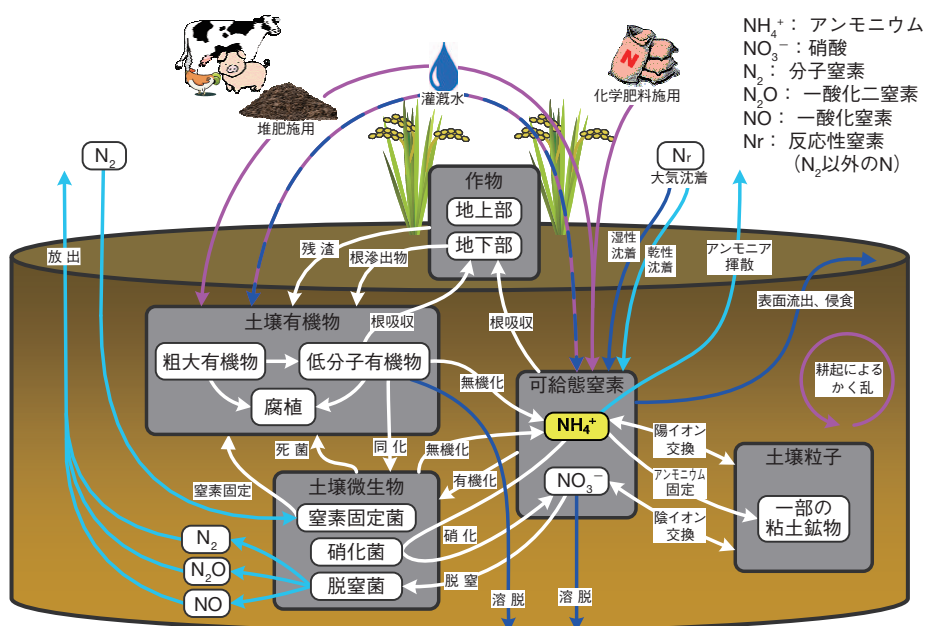 NH₄⁺： アンモニウム
NO₃⁻：硝酸
N₂： 分子窒素
N₂O： 一酸化二窒素
NO： 一酸化窒素
Nr： 反応性窒素
（N₂以外のN）
堆肥施用
灌漑水
N
化学肥料施用
N₂
Nr
大気沈着
作物
地上部
地下部
放出
残渣
根滲出物
湿性
沈着
乾性
沈着
アンモニア
揮散
表面流出、侵食
土壌有機物
根吸収
根吸収
粗大有機物
低分子有機物
腐植
無機化
可給態窒素
NH₄⁺
NO₃⁻
耕起による
かく乱
死菌
同化
無機化
有機化
陽イオン
交換
アンモニウム
固定
陰イオン
交換
土壌粒子
一部の
粘土鉱物
窒素固定
土壌微生物
窒素固定菌
硝化菌
脱窒菌
硝化
脱窒
N₂
N₂O
NO
溶脱
溶脱